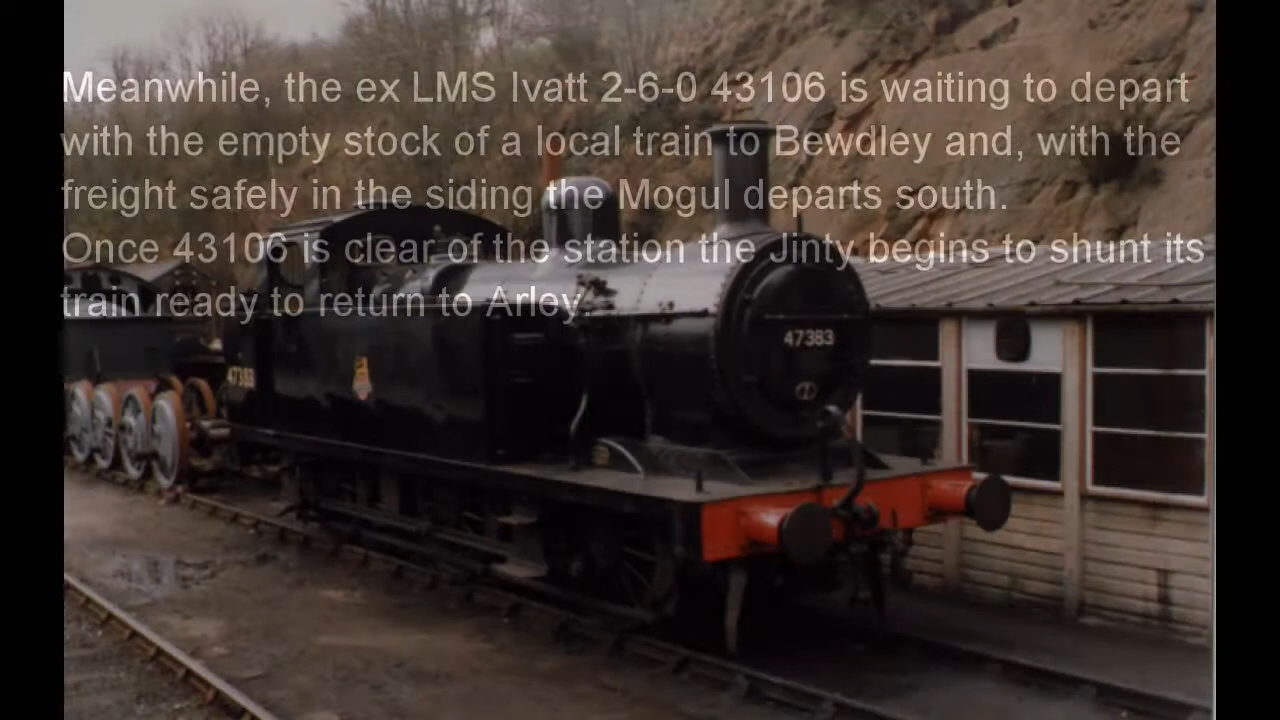 Meanwhile, the ex LMS Ivatt 2-6-0 43106 is waiting to depart
with the empty stock of a local train to Bewdley and, with the
freight safely in the siding the Mogul departs south.
Once 43106 is clear of the station the Jinty begins to shunt its
train ready to return to Arley.
47383
47383